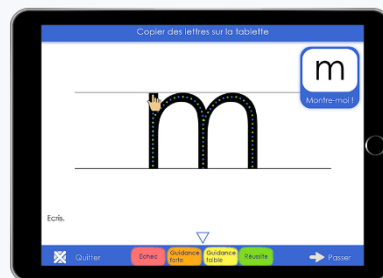 Copier des lettres sur la tablette
m
Montre-moi !
m
Ecris.
Quitter
Echec
Guidance forte
Guidance faible
Réussite
Passer